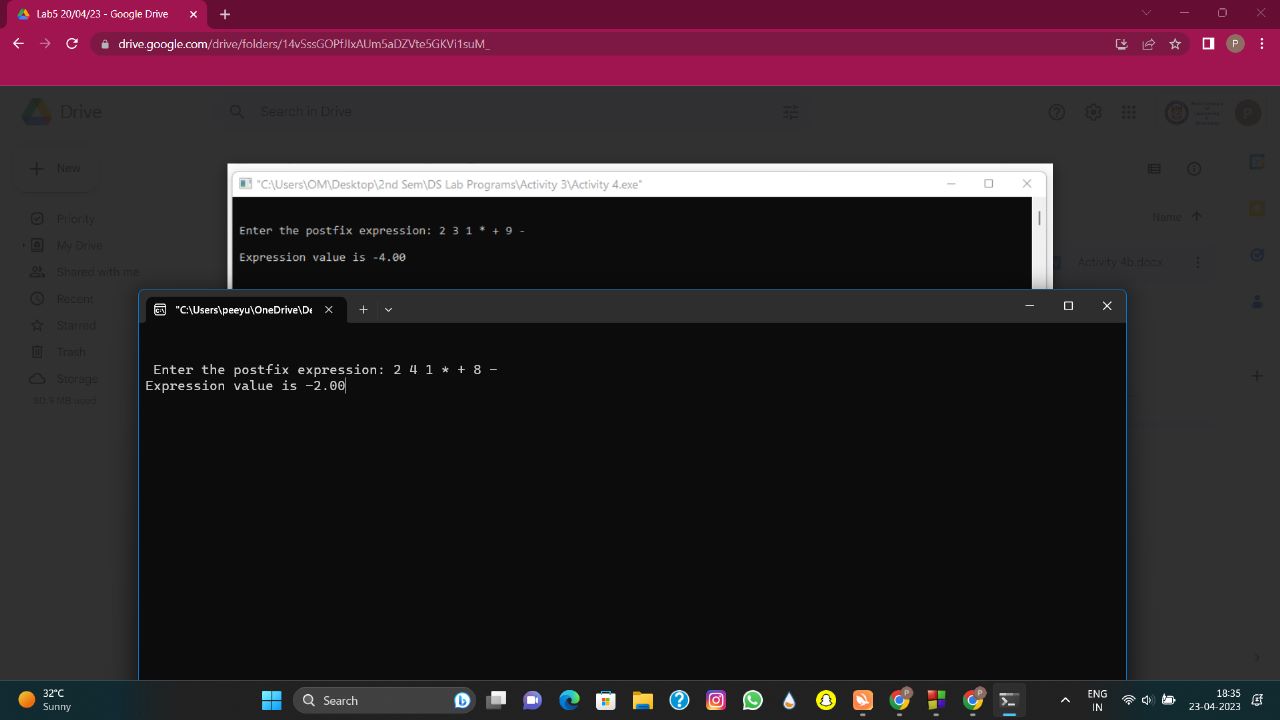 Lab5 20/04/23 - Google Drive
drive.google.com/drive/folders/14vSssGOPfJlxAUm5aDZVte5GKVi1suM_
P
Drive
Search in Drive
P
New
"C:\Users\OM\Desktop\2nd Sem\DS Lab Programs\Activity 3\Activity 4.exe"
Priority
Name
My Drive
Enter the postfix expression: 2 3 1 * + 9 -
Expression value is -4.00
Shared with me
Activity 4b.docx
Recent
"C:\Users\peeyu\OneDrive\De
Starred
Trash
Enter the postfix expression: 2 4 1 * + 8 -
Storage
Expression value is -2.00
80.9 MB used
32°C
Sunny
Search
ENG
IN
18:35
23-04-2023